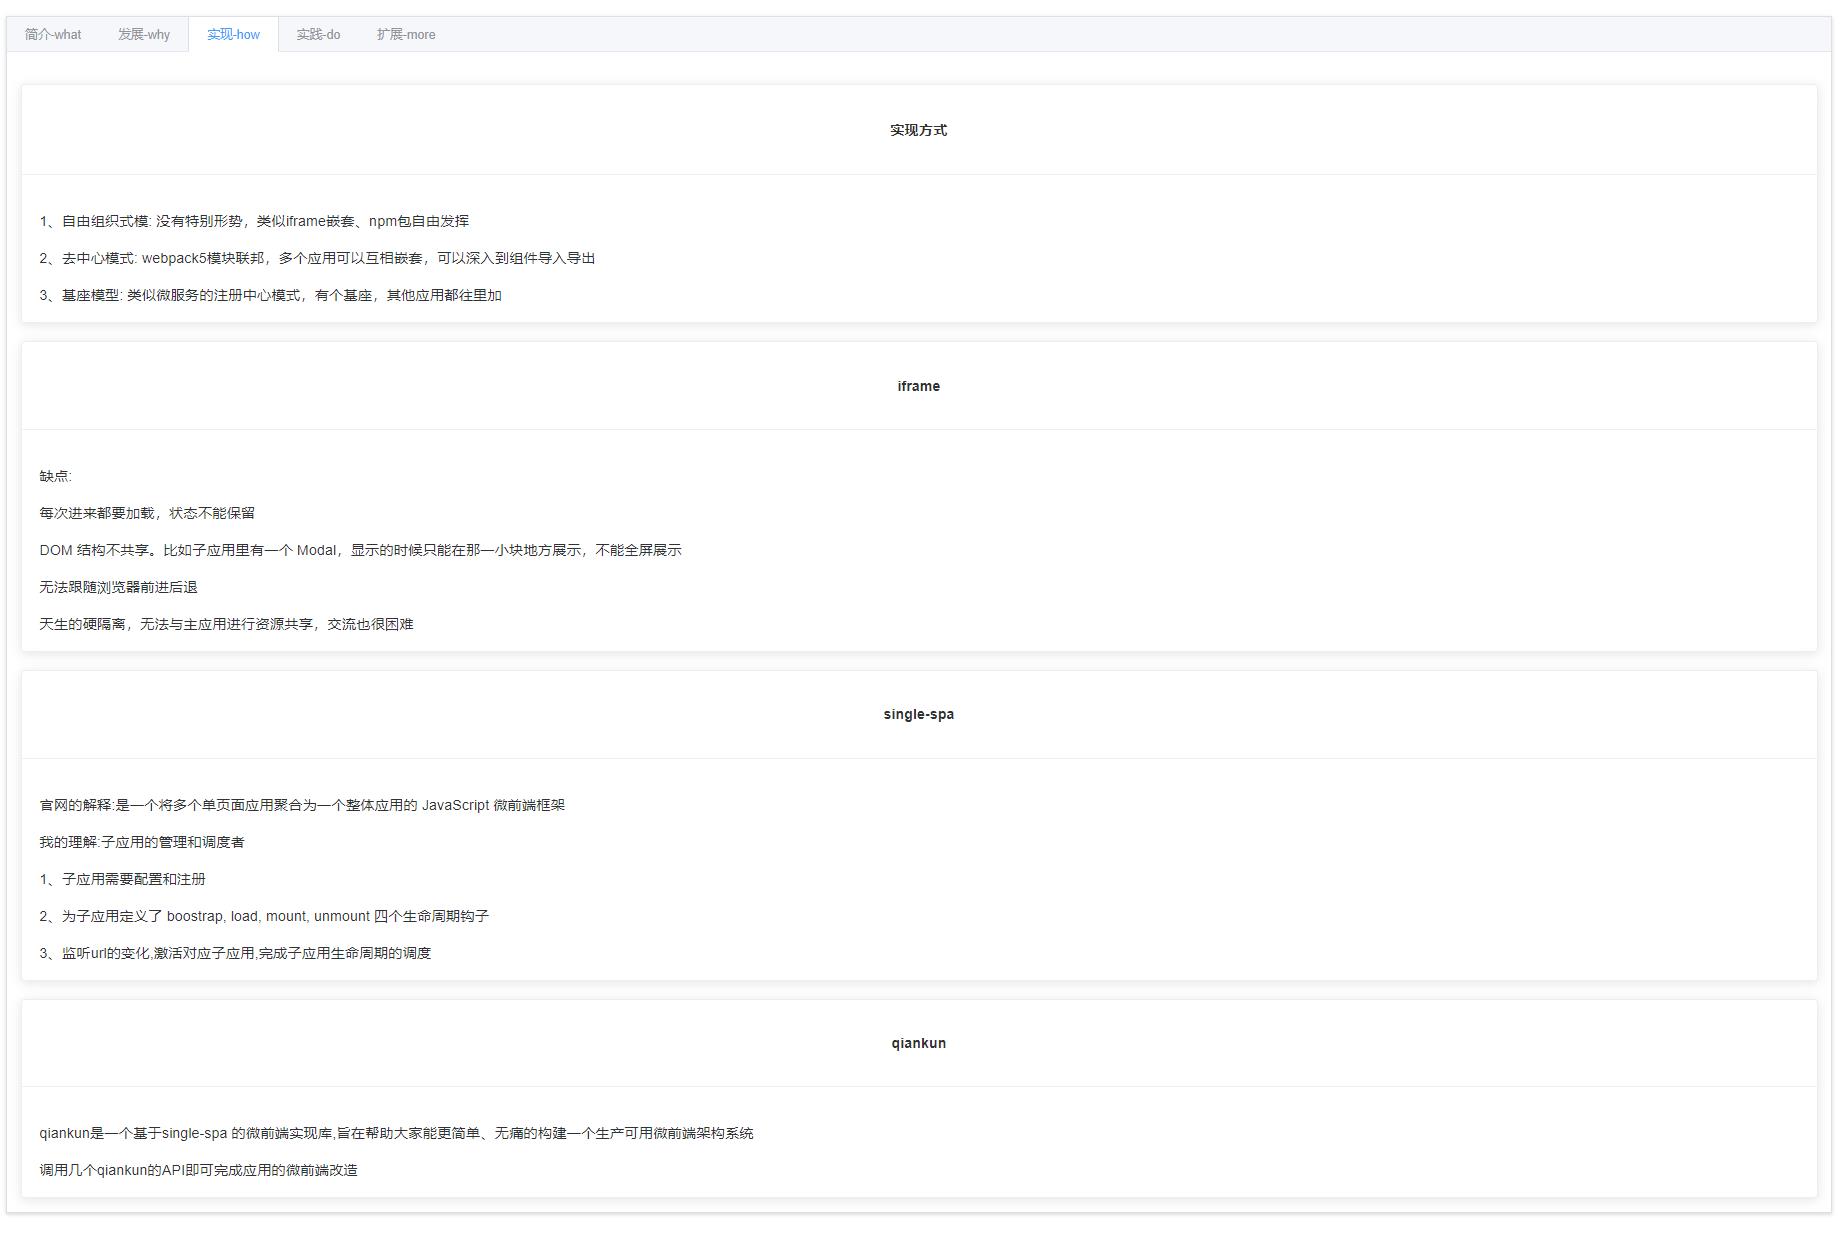 简介-what 发展-why 实现-how 实践-do 扩展-more
实现方式
1、自由组织式模: 没有特别形势，类似iframe嵌套、npm包自由发挥
2、去中心模式: webpack5模块联邦，多个应用可以互相嵌套，可以深入到组件导入导出
3、基座模型: 类似微服务的注册中心模式，有个基座，其他应用都往里加
iframe
缺点:
每次进来都要加载，状态不能保留
DOM 结构不共享。比如子应用里有一个 Modal，显示的时候只能在那一小块地方展示，不能全屏展示
无法跟随浏览器前进后退
天生的硬隔离，无法与主应用进行资源共享，交流也很困难
single-spa
官网的解释:是一个将多个单页面应用聚合为一个整体应用的 JavaScript 微前端框架
我的理解:子应用的管理和调度者
1、子应用需要配置和注册
2、为子应用定义了 boostrap, load, mount, unmount 四个生命周期钩子
3、监听url的变化,激活对应子应用,完成子应用生命周期的调度
qiankun
qiankun是一个基于single-spa 的微前端实现库,旨在帮助大家能更简单、无痛的构建一个生产可用微前端架构系统
调用几个qiankun的API即可完成应用的微前端改造